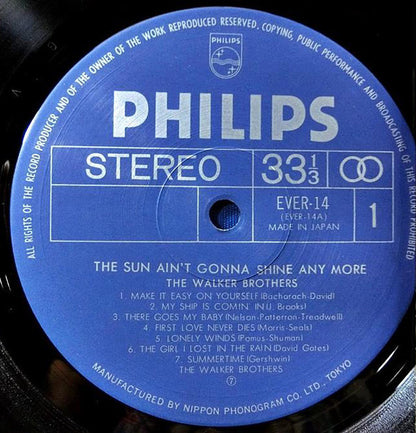 ALL RIGHTS OF THE RECORD PRODUCER AND OF THE OWNER OF THE WORK REPRODUCED RESERVED. COPYING, PUBLIC PERFORMANCE AND BROADCASTING OF THIS RECORD PROHIBITED
PHILIPS
PHILIPS
STEREO 33⅓
EVER-14
(EVER-14A)
MADE IN JAPAN
1
THE SUN AIN'T GONNA SHINE ANY MORE
THE WALKER BROTHERS
1. MAKE IT EASY ON YOURSELF (Bacharach-David)
2. MY SHIP IS COMIN. IN (J. Brooks)
3. THERE GOES MY BABY (Nelson-Patterron-Treadwell)
4. FIRST LOVE NEVER DIES (Morris-Seals)
5. LONELY WINDS (Pomus-Shuman)
6. THE GIRL I LOST IN THE RAIN (David, Gates)
7. SUMMERTIME (Gershwin)
THE WALKER BROTHERS
⑦
MANUFACTURED BY NIPPON PHONOGRAM CO. LTD., TOKYO